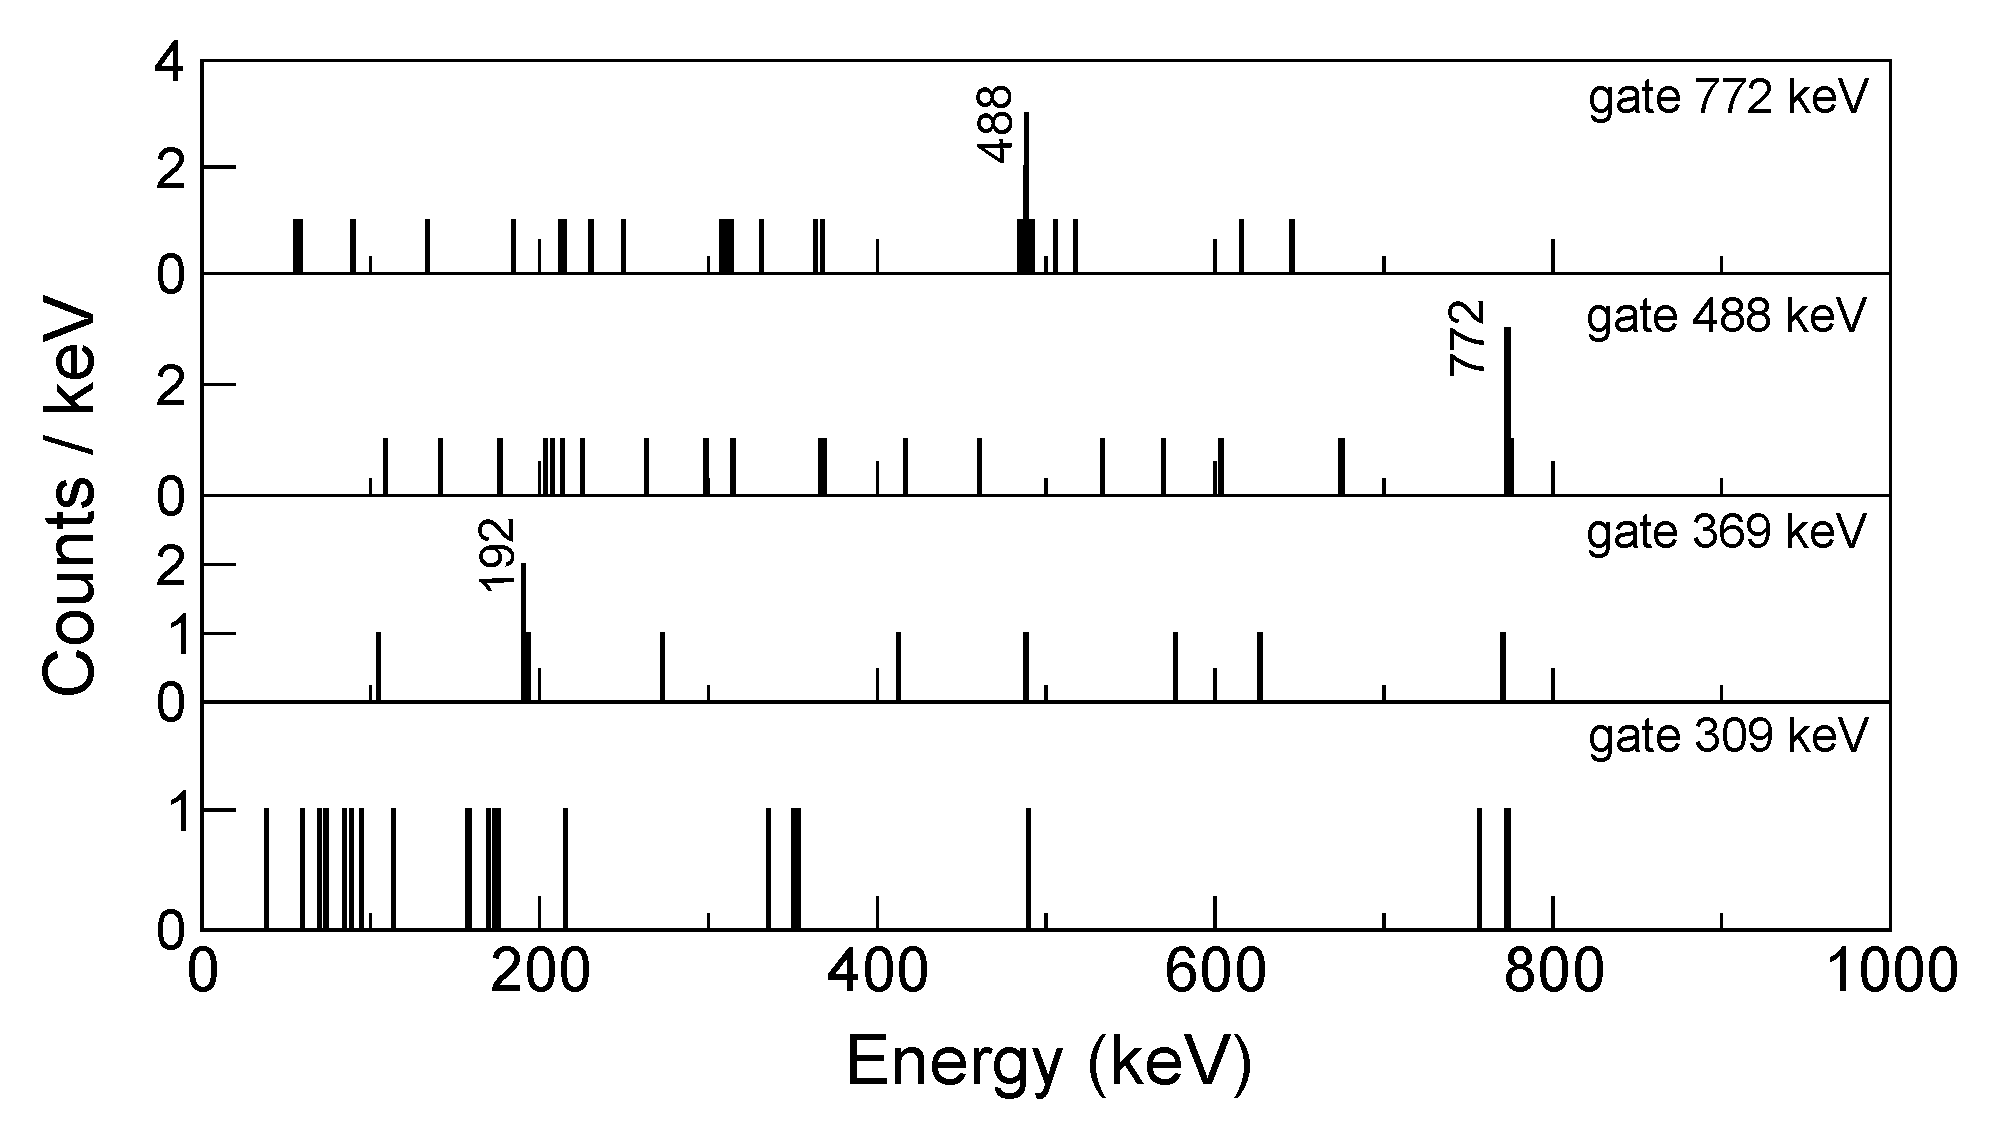 4
2
0
488
gate 772 keV
2
0
772
gate 488 keV
2
1
0
192
gate 369 keV
1
0
gate 309 keV
0 200 400 600 800 1000
Energy (keV)
Counts / keV